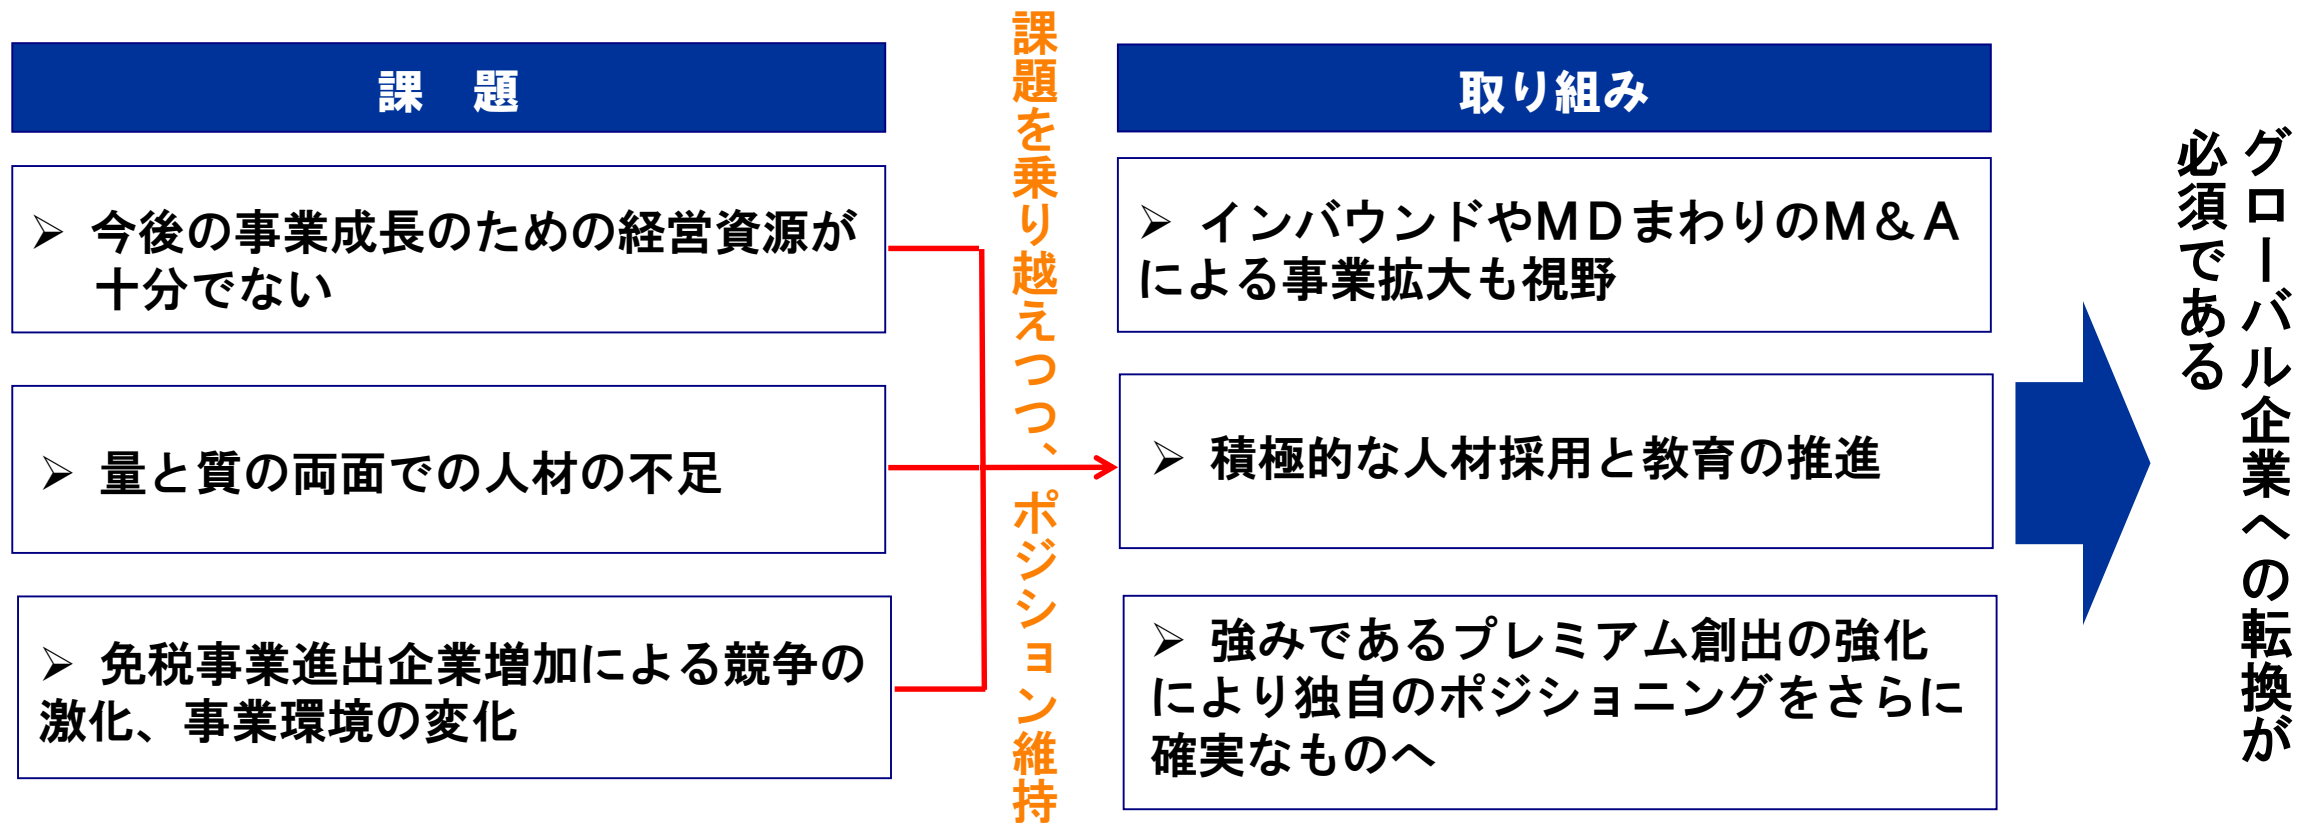 課　題
➢ 今後の事業成長のための経営資源が
十分でない
➢ 量と質の両面での人材の不足
➢ 免税事業進出企業増加による競争の
激化、事業環境の変化
課題を乗り越えつつ、ポジション維持
取り組み
➢ インバウンドやＭＤまわりのＭ＆Ａ
による事業拡大も視野
➢ 積極的な人材採用と教育の推進
➢ 強みであるプレミアム創出の強化
により独自のポジショニングをさらに
確実なものへ
グローバル企業への転換が
必須である